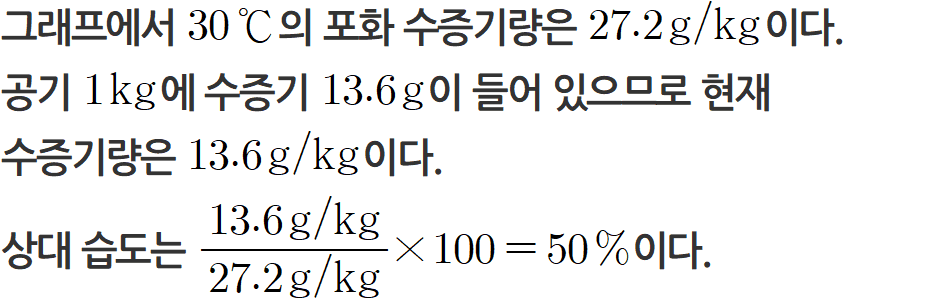 그래프에서 30 ℃의 포화 수증기량은 27.2 g/kg이다.
공기 1 kg에 수증기 13.6 g이 들어 있으므로 현재
수증기량은 13.6 g/kg이다.
상대 습도는 \frac{13.6 g/kg}{27.2 g/kg}×100 = 50 %이다.